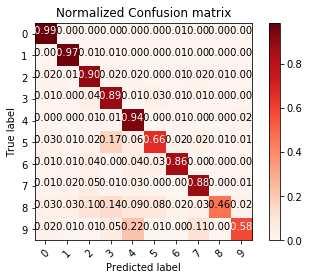 Normalized Confusion matrix
0 0.99 0.00 0.00 0.00 0.00 0.00 0.01 0.00 0.00 0.00
1 0.00 0.97 0.01 0.00 0.00 0.00 0.01 0.00 0.00 0.00
2 0.02 0.01 0.90 0.02 0.02 0.00 0.01 0.02 0.01 0.00
3 0.01 0.00 0.04 0.89 0.01 0.03 0.01 0.01 0.00
4 0.00 0.00 0.01 0.01 0.94 0.00 0.01 0.00 0.00 0.02
5 0.03 0.01 0.03 0.17 0.06 0.66 0.02 0.02 0.01
6 0.01 0.01 0.04 0.00 0.04 0.03 0.86 0.00 0.00 0.00
7 0.01 0.02 0.01 0.03 0.00 0.00 0.88 0.01
8 0.03 0.03 0.10 0.14 0.09 0.08 0.02 0.03 0.46 0.02
9 0.02 0.01 0.01 0.22 0.01 0.00 0.11 0.00 0.58
0 1 2 3 4 5 6 7 8 9
True label
Predicted label
0.8
0.6
0.4
0.2
0.0